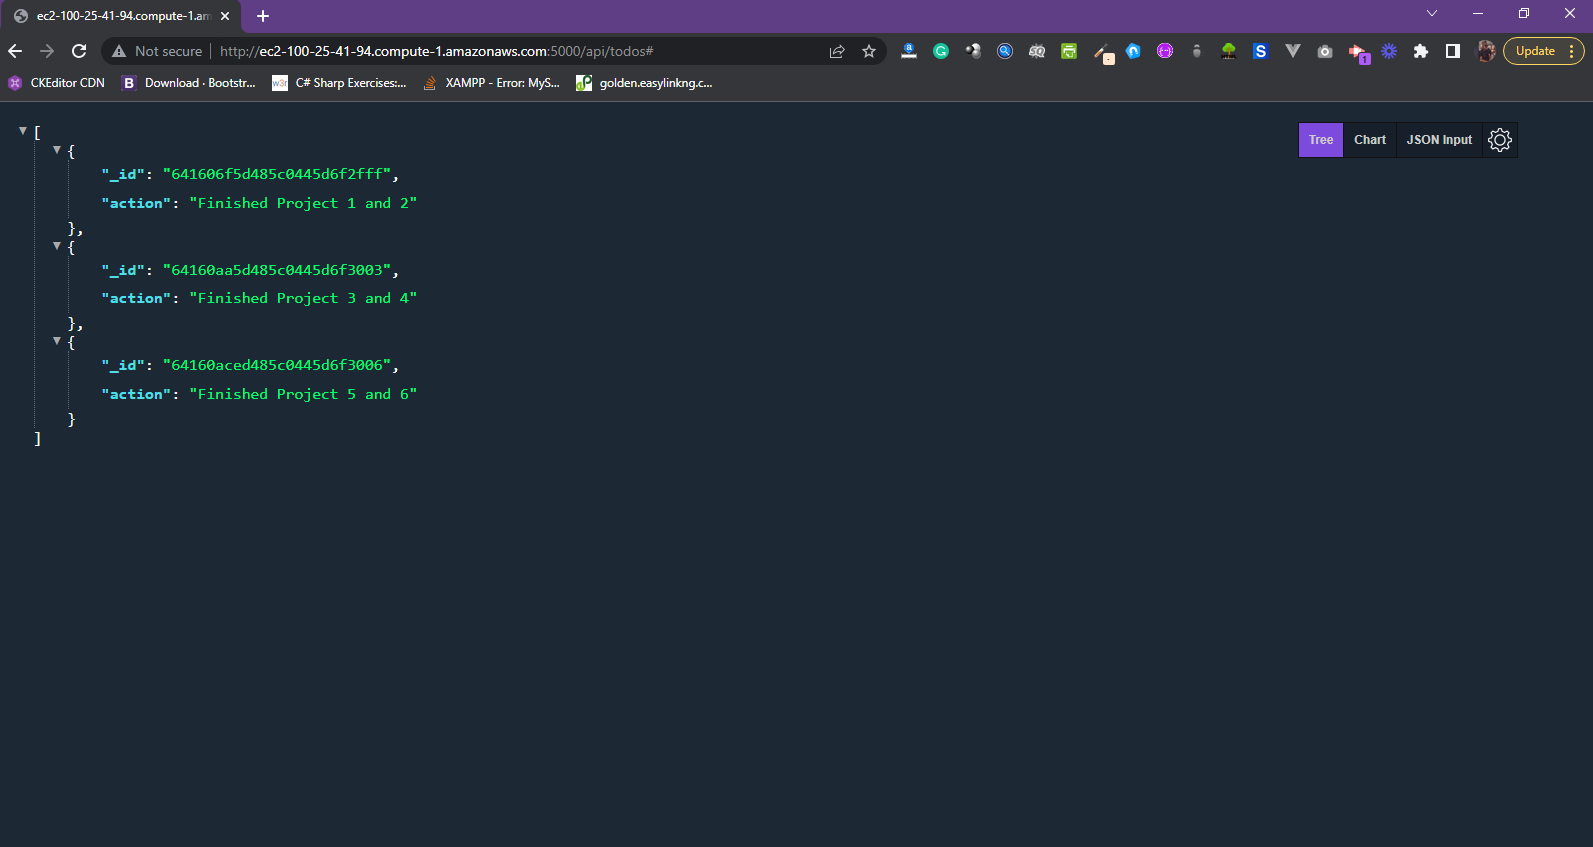 ec2-100-25-41-94.compute-1.am
Not secure http://ec2-100-25-41-94.compute-1.amazonaws.com:5000/api/todos#
1
Update
CKEditor CDN
B Download · Bootstr...
w3r C# Sharp Exercises:...
XAMPP - Error: MyS...
golden.easylinkng.c...
Tree Chart JSON Input
[
{
"_id": "641606f5d485c0445d6f2fff",
"action": "Finished Project 1 and 2"
},
{
"_id": "64160aa5d485c0445d6f3003",
"action": "Finished Project 3 and 4"
},
{
"_id": "64160aced485c0445d6f3006",
"action": "Finished Project 5 and 6"
}
]